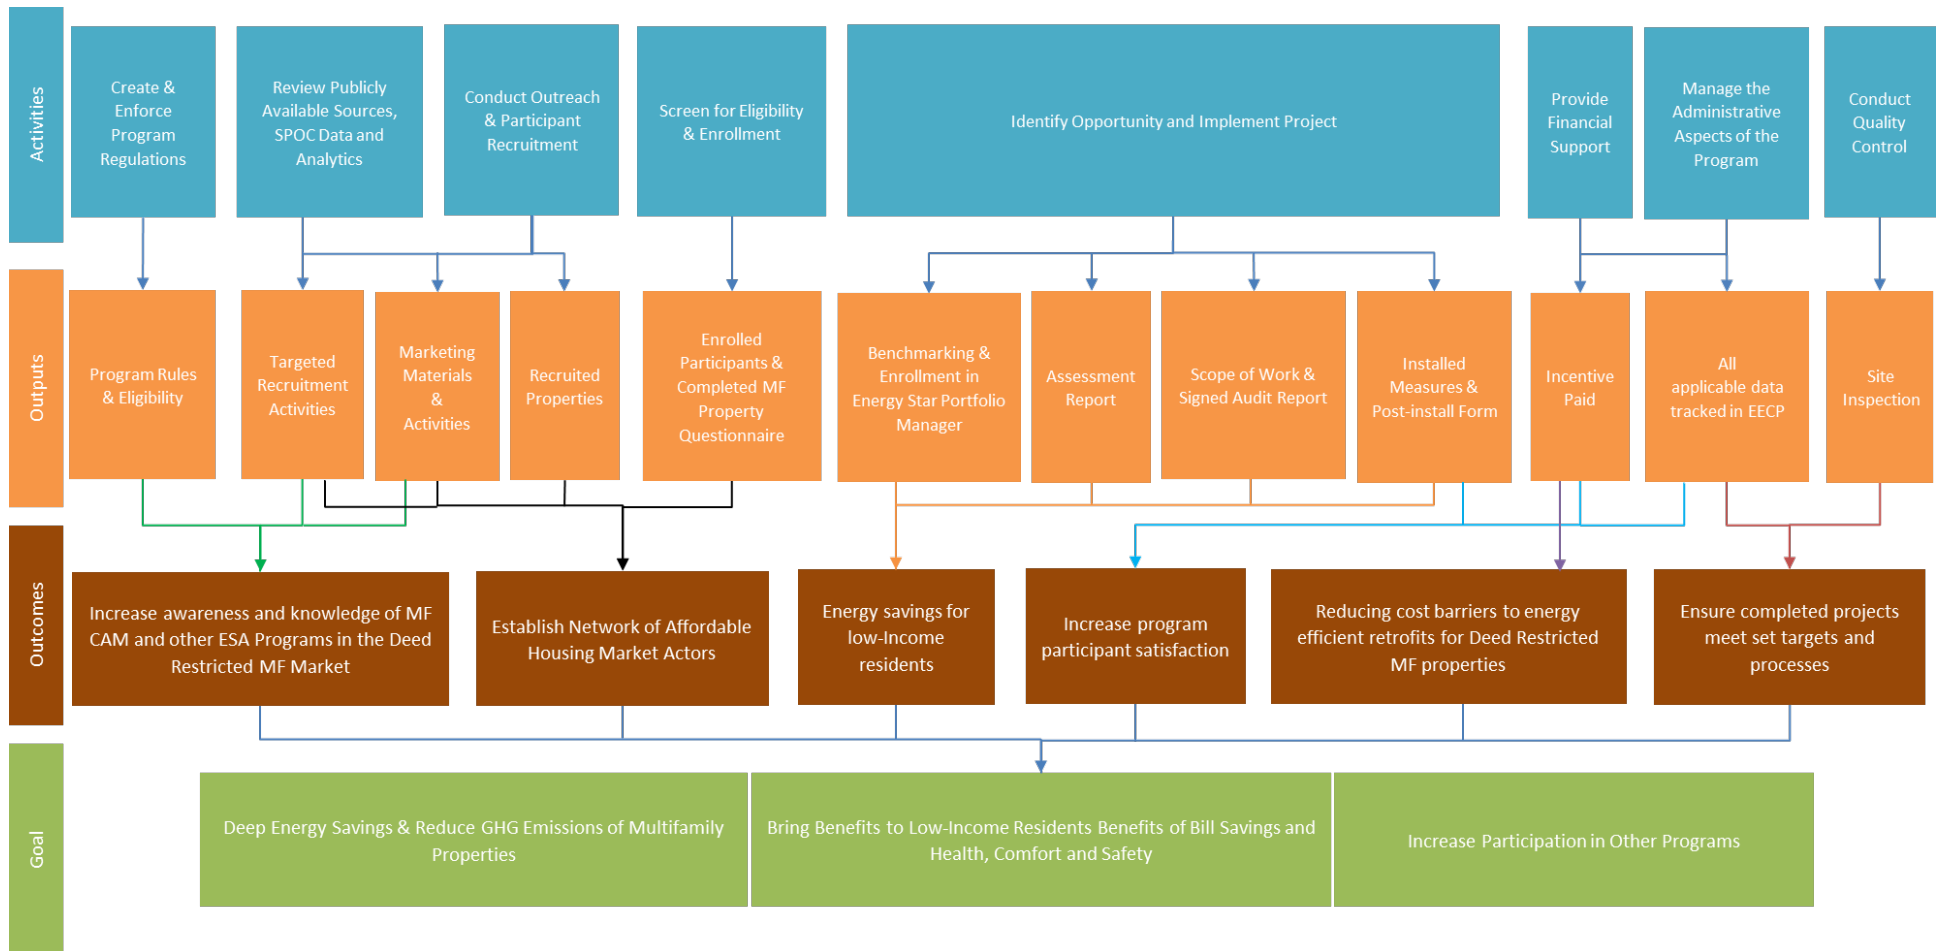 Activities
Create &
Enforce
Program
Regulations
Review Publicly
Available Sources,
SPOC Data and
Analytics
Conduct Outreach
& Participant
Recruitment
Screen for Eligibility
& Enrollment
Identify Opportunity and Implement Project
Provide
Financial
Support
Manage the
Administrative
Aspects of the
Program
Conduct
Quality
Control
Outputs
Program Rules
& Eligibility
Targeted
Recruitment
Activities
Marketing
Materials
&
Activities
Recruited
Properties
Enrolled
Participants &
Completed MF
Property
Questionnaire
Benchmarking &
Enrollment in
Energy Star Portfolio
Manager
Assessment
Report
Scope of Work &
Signed Audit Report
Installed
Measures &
Post-install Form
Incentive
Paid
All
applicable data
tracked in EECP
Site
Inspection
Outcomes
Increase awareness and knowledge of MF
CAM and other ESA Programs in the Deed
Restricted MF Market
Establish Network of Affordable
Housing Market Actors
Energy savings for
low-Income
residents
Increase program
participant satisfaction
Reducing cost barriers to energy
efficient retrofits for Deed Restricted
MF properties
Ensure completed projects
meet set targets and
processes
Goal
Deep Energy Savings & Reduce GHG Emissions of Multifamily
Properties
Bring Benefits to Low-Income Residents Benefits of Bill Savings and
Health, Comfort and Safety
Increase Participation in Other Programs